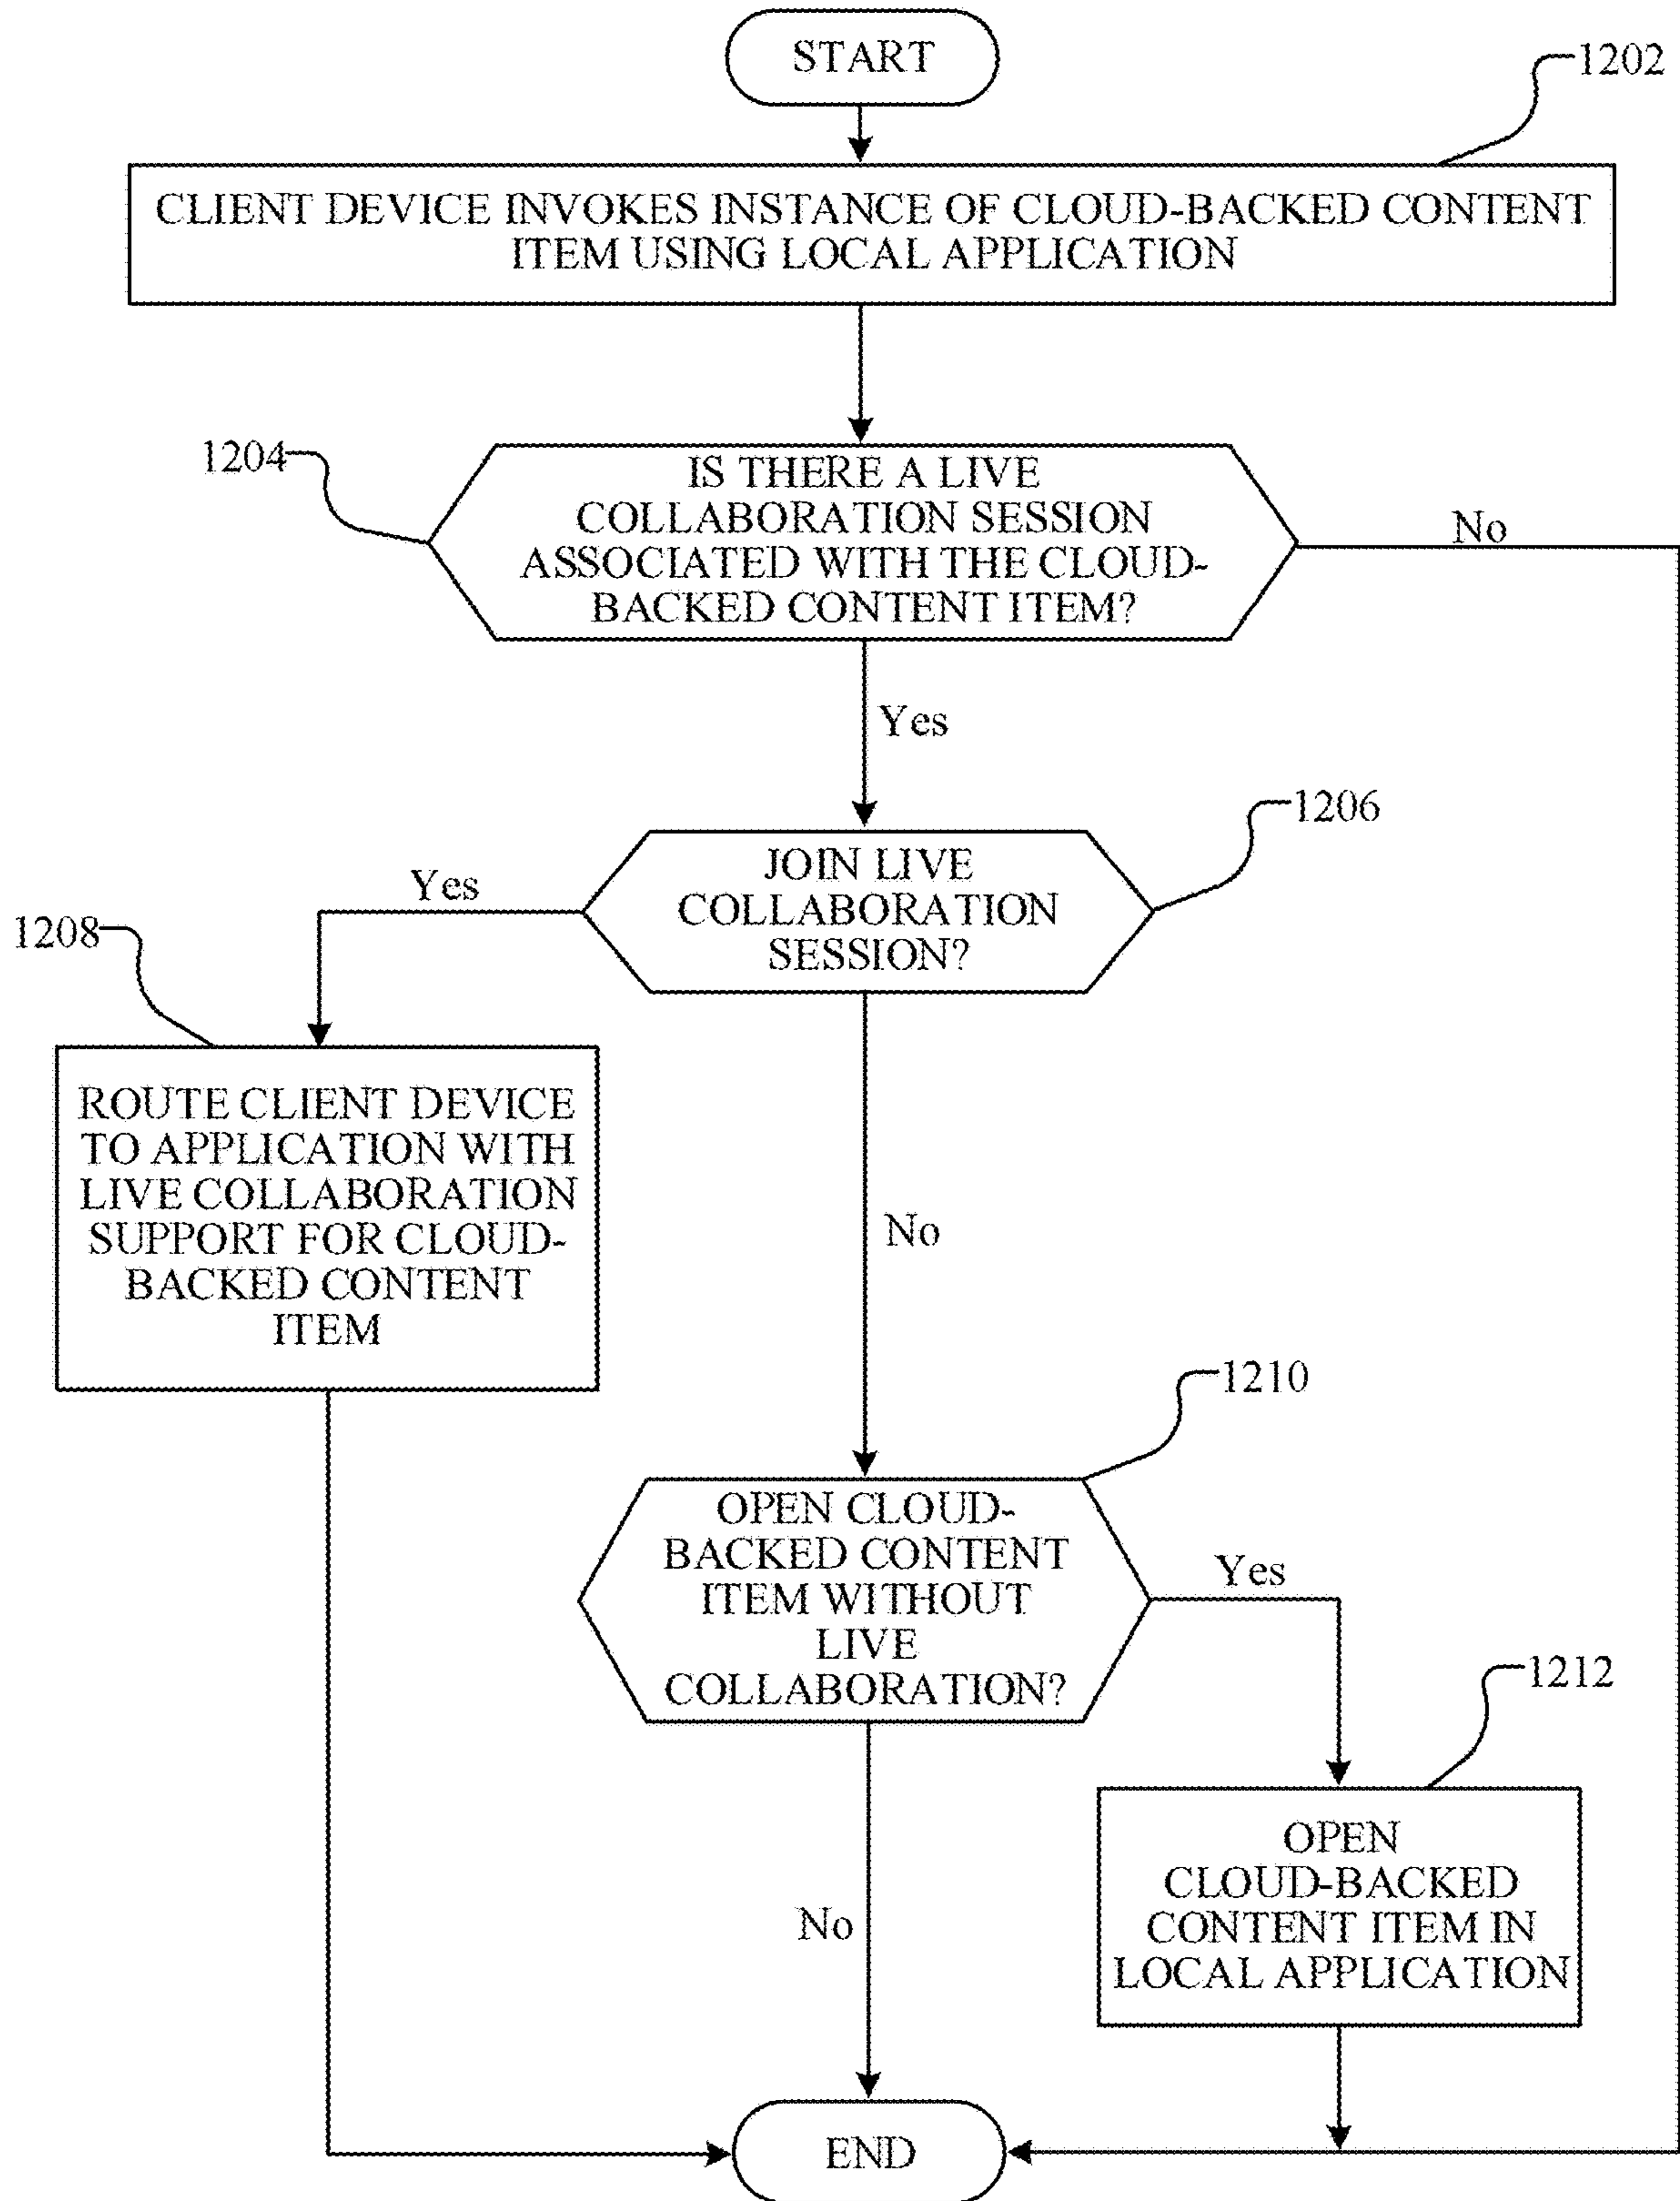 START
1202
CLIENT DEVICE INVOKES INSTANCE OF CLOUD-BACKED CONTENT
ITEM USING LOCAL APPLICATION
1204
IS THERE A LIVE
COLLABORATION SESSION
ASSOCIATED WITH THE CLOUD-
BACKED CONTENT ITEM?
No
Yes
1206
JOIN LIVE
COLLABORATION
SESSION?
Yes
1208
ROUTE CLIENT DEVICE
TO APPLICATION WITH
LIVE COLLABORATION
SUPPORT FOR CLOUD-
BACKED CONTENT
ITEM
No
1210
OPEN CLOUD-
BACKED CONTENT
ITEM WITHOUT
LIVE
COLLABORATION?
Yes
1212
OPEN
CLOUD-BACKED
CONTENT ITEM IN
LOCAL APPLICATION
No
END